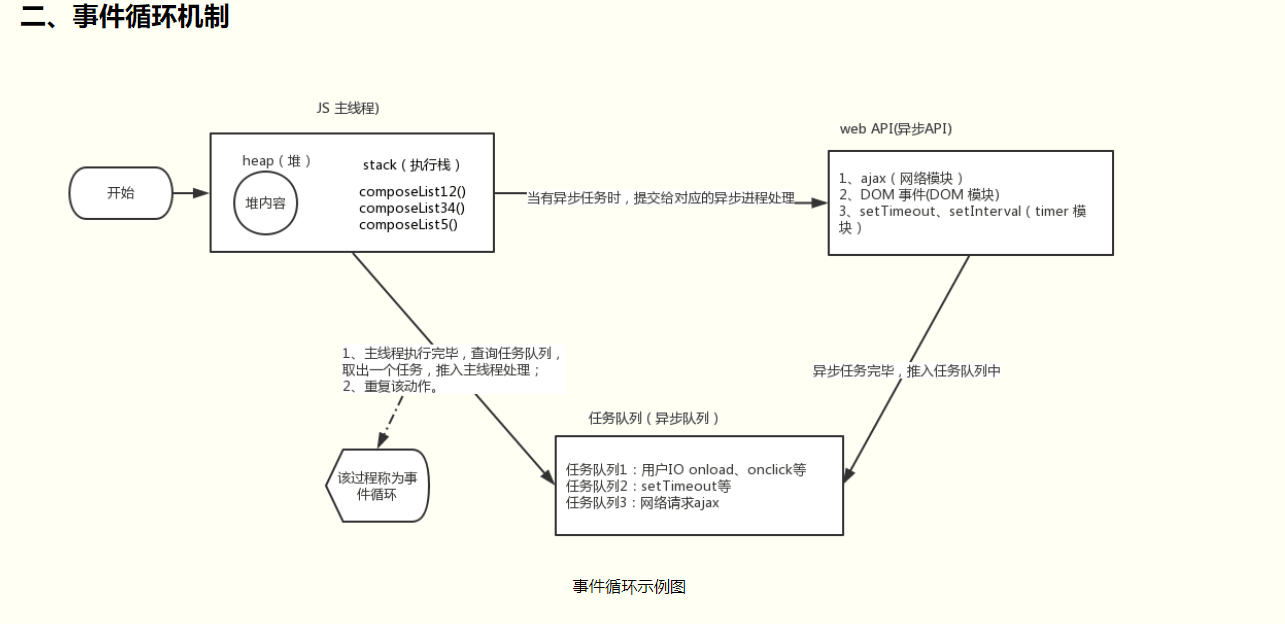 二、事件循环机制
JS 主线程)
web API(异步API)
heap（堆）
stack（执行栈）
开始
堆内容
composeList12()
composeList34()
composeList5()
当有异步任务时，提交给对应的异步进程处理
1、ajax（网络模块）
2、DOM 事件(DOM 模块)
3、setTimeout、setInterval（timer 模
块）
1、主线程执行完毕，查询任务队列，
取出一个任务，推入主线程处理；
2、重复该动作。
异步任务完毕，推入任务队列中
任务队列（异步队列）
该过程称为事
件循环
任务队列1：用户IO onload、onclick等
任务队列2：setTimeout等
任务队列3：网络请求ajax
事件循环示例图